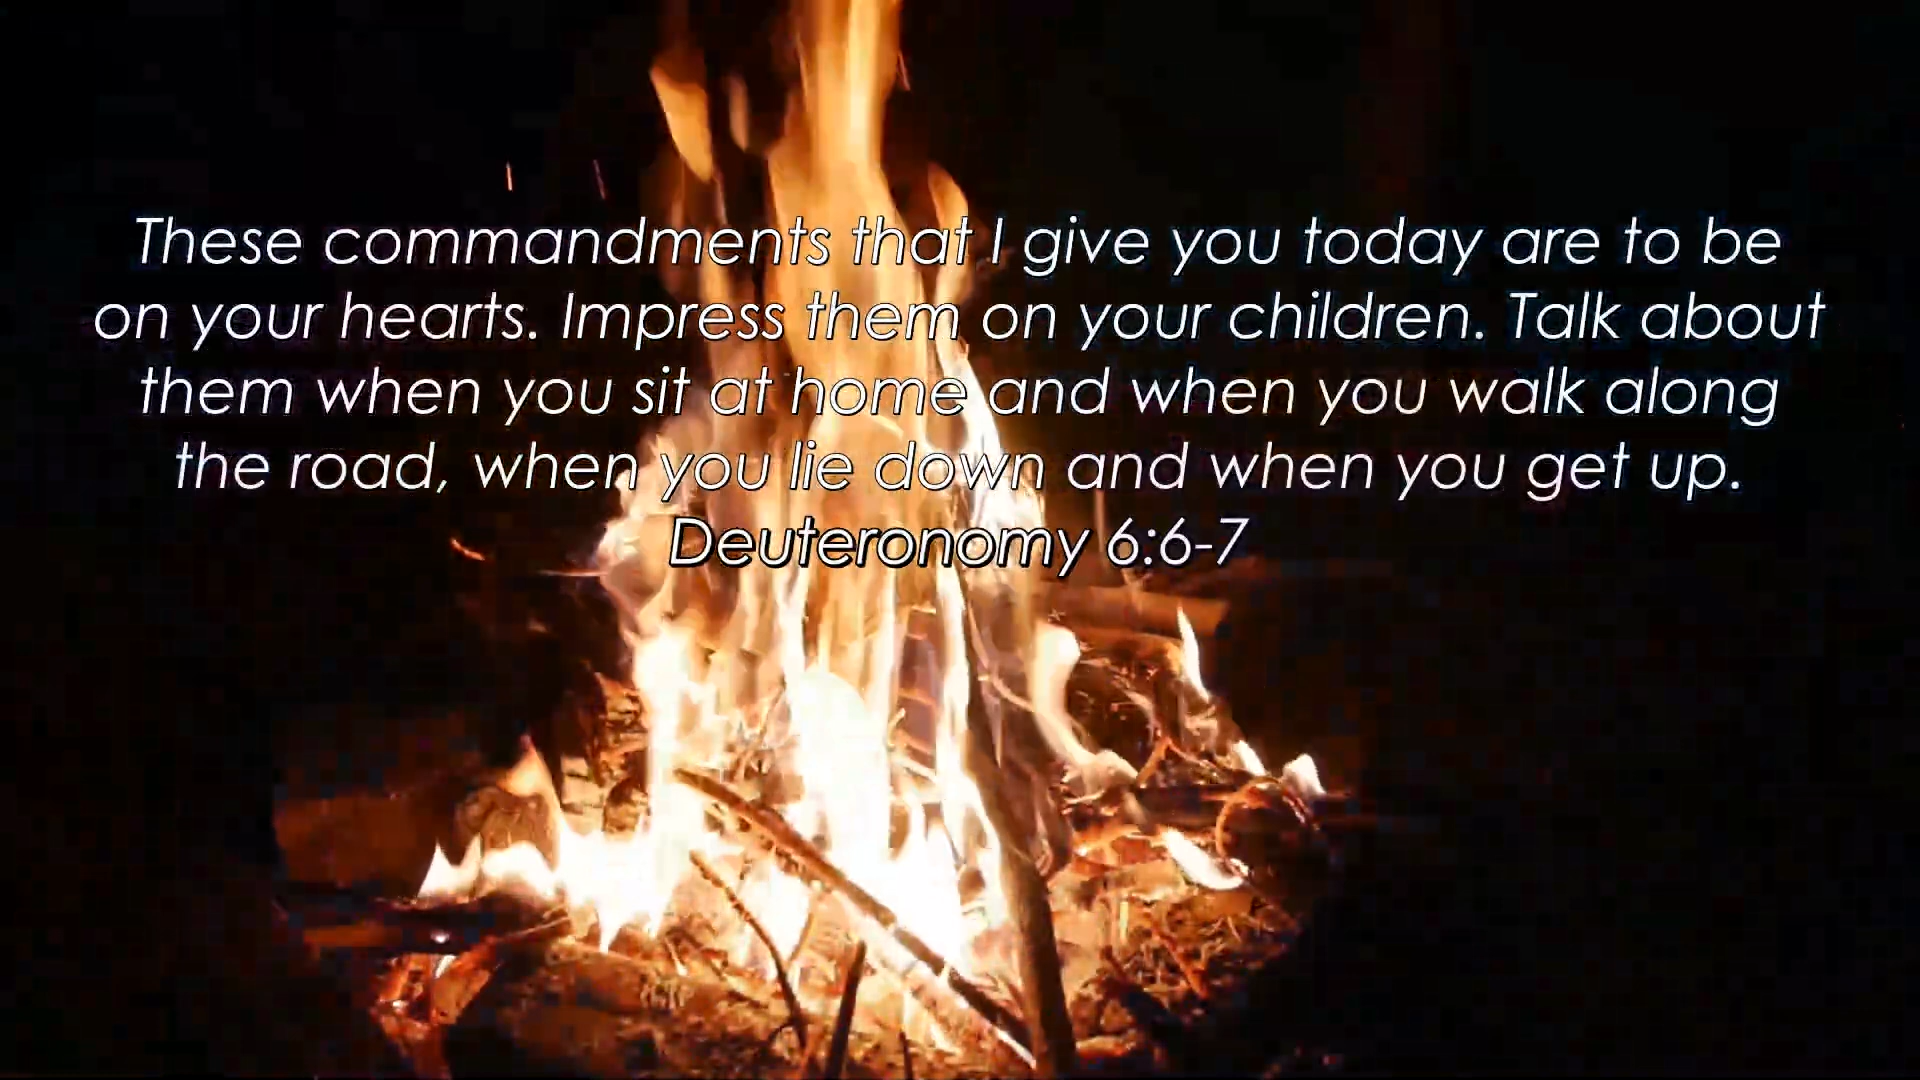 These commandments that I give you today are to be
on your hearts. Impress them on your children. Talk about
them when you sit at home and when you walk along
the road, when you lie down and when you get up.
Deuteronomy 6:6-7